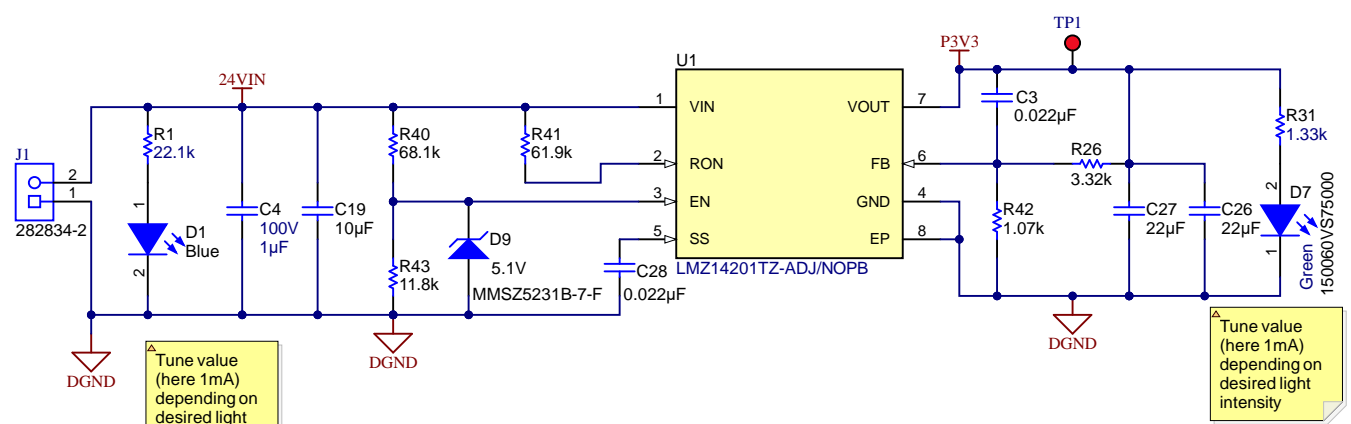 TP1
P3V3
U1
24VIN
1
VIN
VOUT
7
C3
0.022µF
R1
22.1k
R40
68.1k
R41
61.9k
R31
1.33k
J1
2
1
282834-2
2
RON
FB
6
R26
3.32k
1
D1
Blue
2
C4
100V
1µF
C19
10µF
3
EN
GND
4
R42
1.07k
C27
22µF
C26
22µF
2
D7
1
Green
150060VS75000
5
SS
EP
8
D9
5.1V
MMSZ5231B-7-F
R43
11.8k
C28
0.022µF
LMZ14201TZ-ADJ/NOPB
DGND
DGND
DGND
Tune value
(here 1mA)
depending on
desired light
Tune value
(here 1mA)
depending on
desired light
intensity